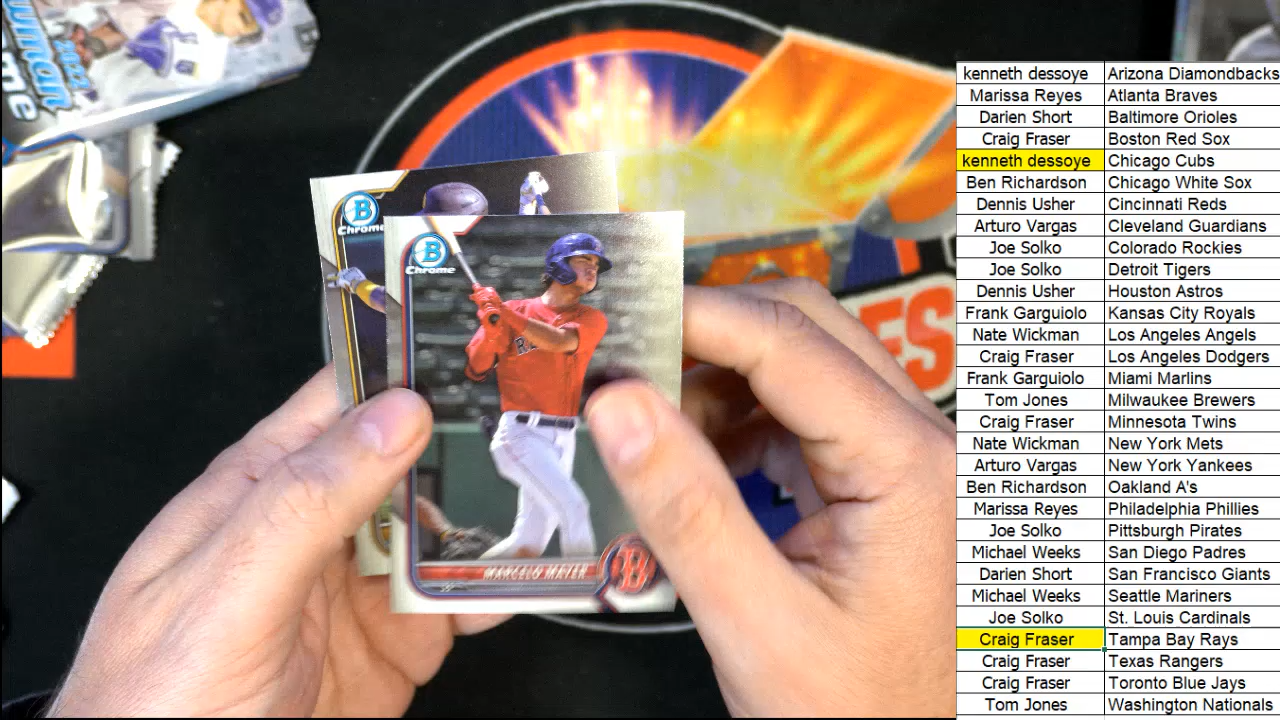 wman
2022
ome
B
Chrome
B
Chrome
R
MARCELO MAYER
B
ES
kenneth dessoye Arizona Diamondbacks
Marissa Reyes Atlanta Braves
Darien Short Baltimore Orioles
Craig Fraser Boston Red Sox
kenneth dessoye Chicago Cubs
Ben Richardson Chicago White Sox
Dennis Usher Cincinnati Reds
Arturo Vargas Cleveland Guardians
Joe Solko Colorado Rockies
Joe Solko Detroit Tigers
Dennis Usher Houston Astros
Frank Garguiolo Kansas City Royals
Nate Wickman Los Angeles Angels
Craig Fraser Los Angeles Dodgers
Frank Garguiolo Miami Marlins
Tom Jones Milwaukee Brewers
Craig Fraser Minnesota Twins
Nate Wickman New York Mets
Arturo Vargas New York Yankees
Ben Richardson Oakland A's
Marissa Reyes Philadelphia Phillies
Joe Solko Pittsburgh Pirates
Michael Weeks San Diego Padres
Darien Short San Francisco Giants
Michael Weeks Seattle Mariners
Joe Solko St. Louis Cardinals
Craig Fraser Tampa Bay Rays
Craig Fraser Texas Rangers
Craig Fraser Toronto Blue Jays
Tom Jones Washington Nationals